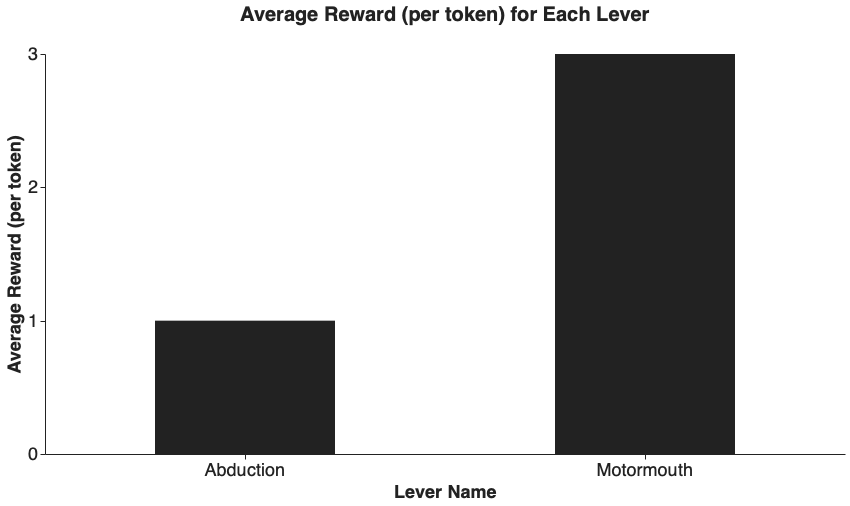 Average Reward (per token) for Each Lever
Average Reward (per token)
3
2
1
0
Abduction Motormouth
Lever Name